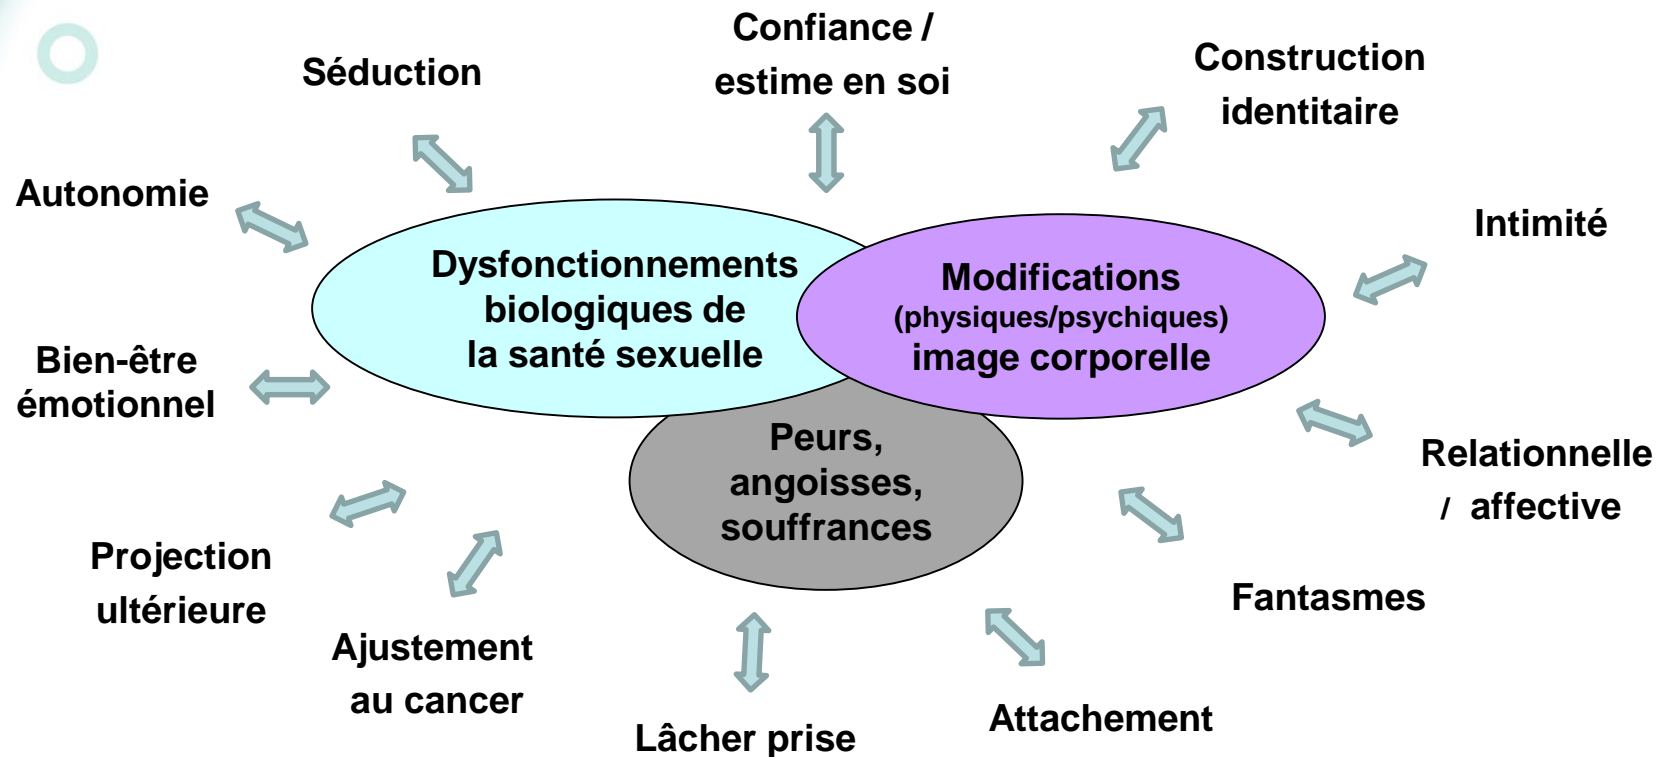 Confiance /
estime en soi
Séduction
Construction
identitaire
Autonomie
Intimité
Dysfonctionnements
biologiques de
la santé sexuelle
Modifications
(physiques/psychiques)
image corporelle
Bien-être
émotionnel
Peurs,
angoisses,
souffrances
Relationnelle
/ affective
Projection
ultérieure
Fantasmes
Ajustement
au cancer
Attachement
Lâcher prise